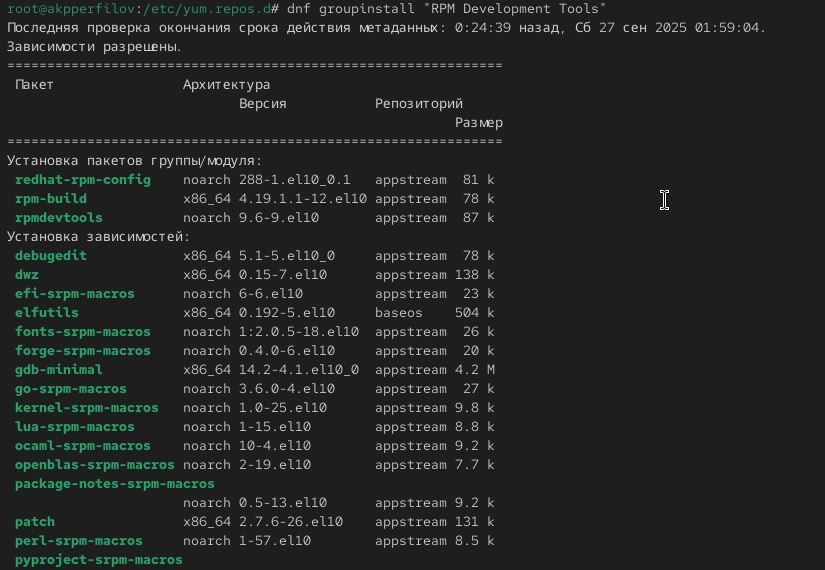 root@akpperfilov:/etc/yum.repos.d# dnf groupinstall "RPM Development Tools"
Последняя проверка окончания срока действия метаданных: 0:24:39 назад, Сб 27 сен 2025 01:59:04.
Зависимости разрешены.
==============================================================
Пакет Архитектура
Версия Репозиторий
Размер
==============================================================
Установка пакетов группы/модуля:
redhat-rpm-config noarch 288-1.el10_0.1 appstream 81 k
rpm-build x86_64 4.19.1.1-12.el10 appstream 78 k
rpmdevtools noarch 9.6-9.el10 appstream 87 k
Установка зависимостей:
debugedit x86_64 5.1-5.el10_0 appstream 78 k
dwz x86_64 0.15-7.el10 appstream 138 k
efi-srpm-macros noarch 6-6.el10 appstream 23 k
elfutils x86_64 0.192-5.el10 baseos 504 k
fonts-srpm-macros noarch 1:2.0.5-18.el10 appstream 26 k
forge-srpm-macros noarch 0.4.0-6.el10 appstream 20 k
gdb-minimal x86_64 14.2-4.1.el10_0 appstream 4.2 M
go-srpm-macros noarch 3.6.0-4.el10 appstream 27 k
kernel-srpm-macros noarch 1.0-25.el10 appstream 9.8 k
lua-srpm-macros noarch 1-15.el10 appstream 8.8 k
ocaml-srpm-macros noarch 10-4.el10 appstream 9.2 k
openblas-srpm-macros noarch 2-19.el10 appstream 7.7 k
package-notes-srpm-macros
noarch 0.5-13.el10 appstream 9.2 k
patch x86_64 2.7.6-26.el10 appstream 131 k
perl-srpm-macros noarch 1-57.el10 appstream 8.5 k
pyproject-srpm-macros